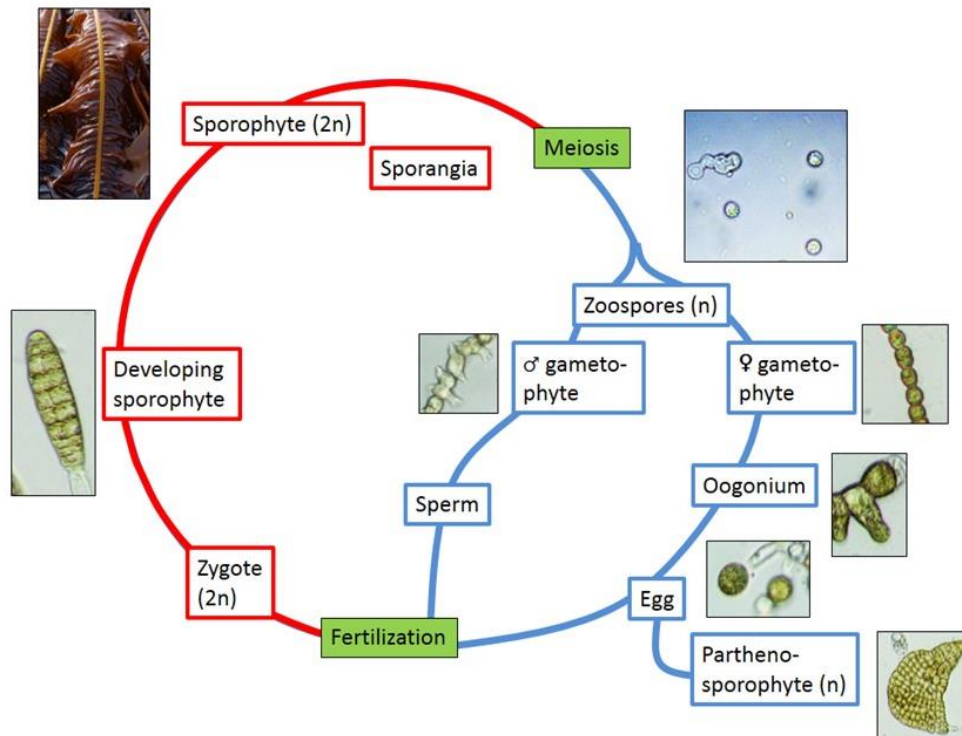 Sporophyte (2n)
Meiosis
Sporangia
Zoospores (n)
♂ gameto-
phyte
♀ gameto-
phyte
Developing
sporophyte
Sperm
Oogonium
Zygote
(2n)
Egg
Fertilization
Partheno-
sporophyte (n)